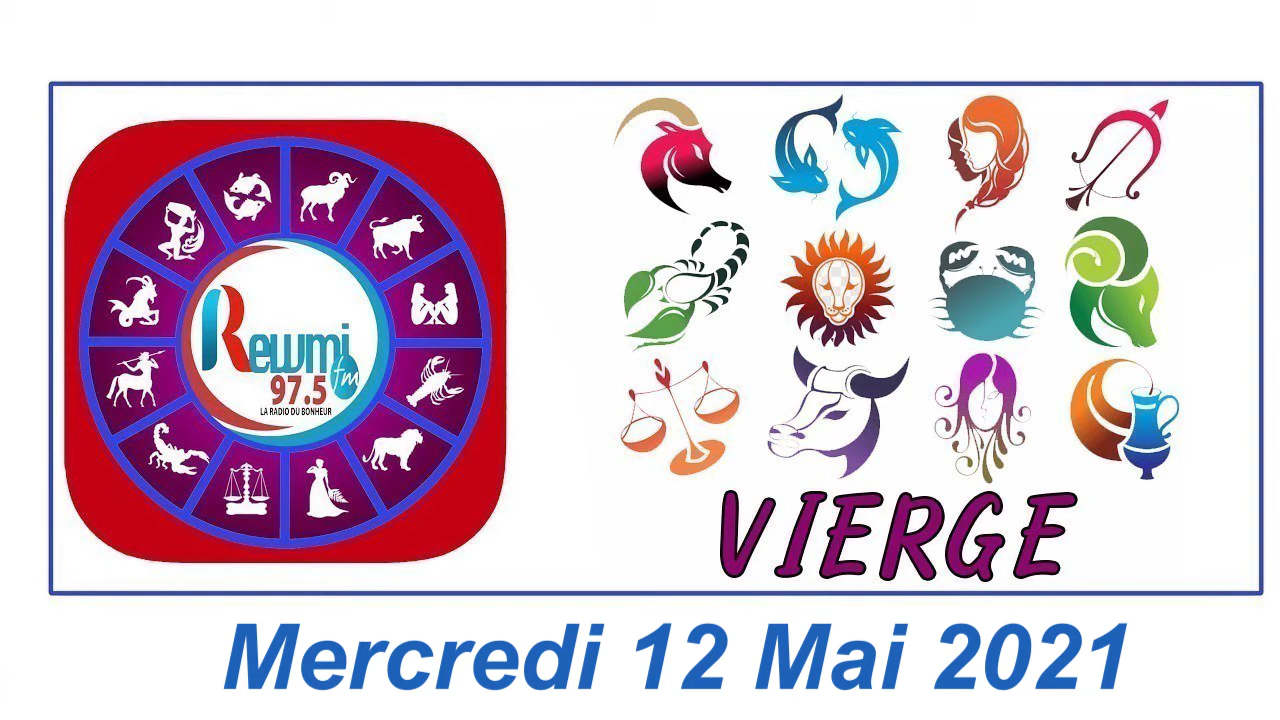 Rewmi
fm
97.5
LA RADIO DU BONHEUR
VIERGE
Mercredi 12 Mai 2021